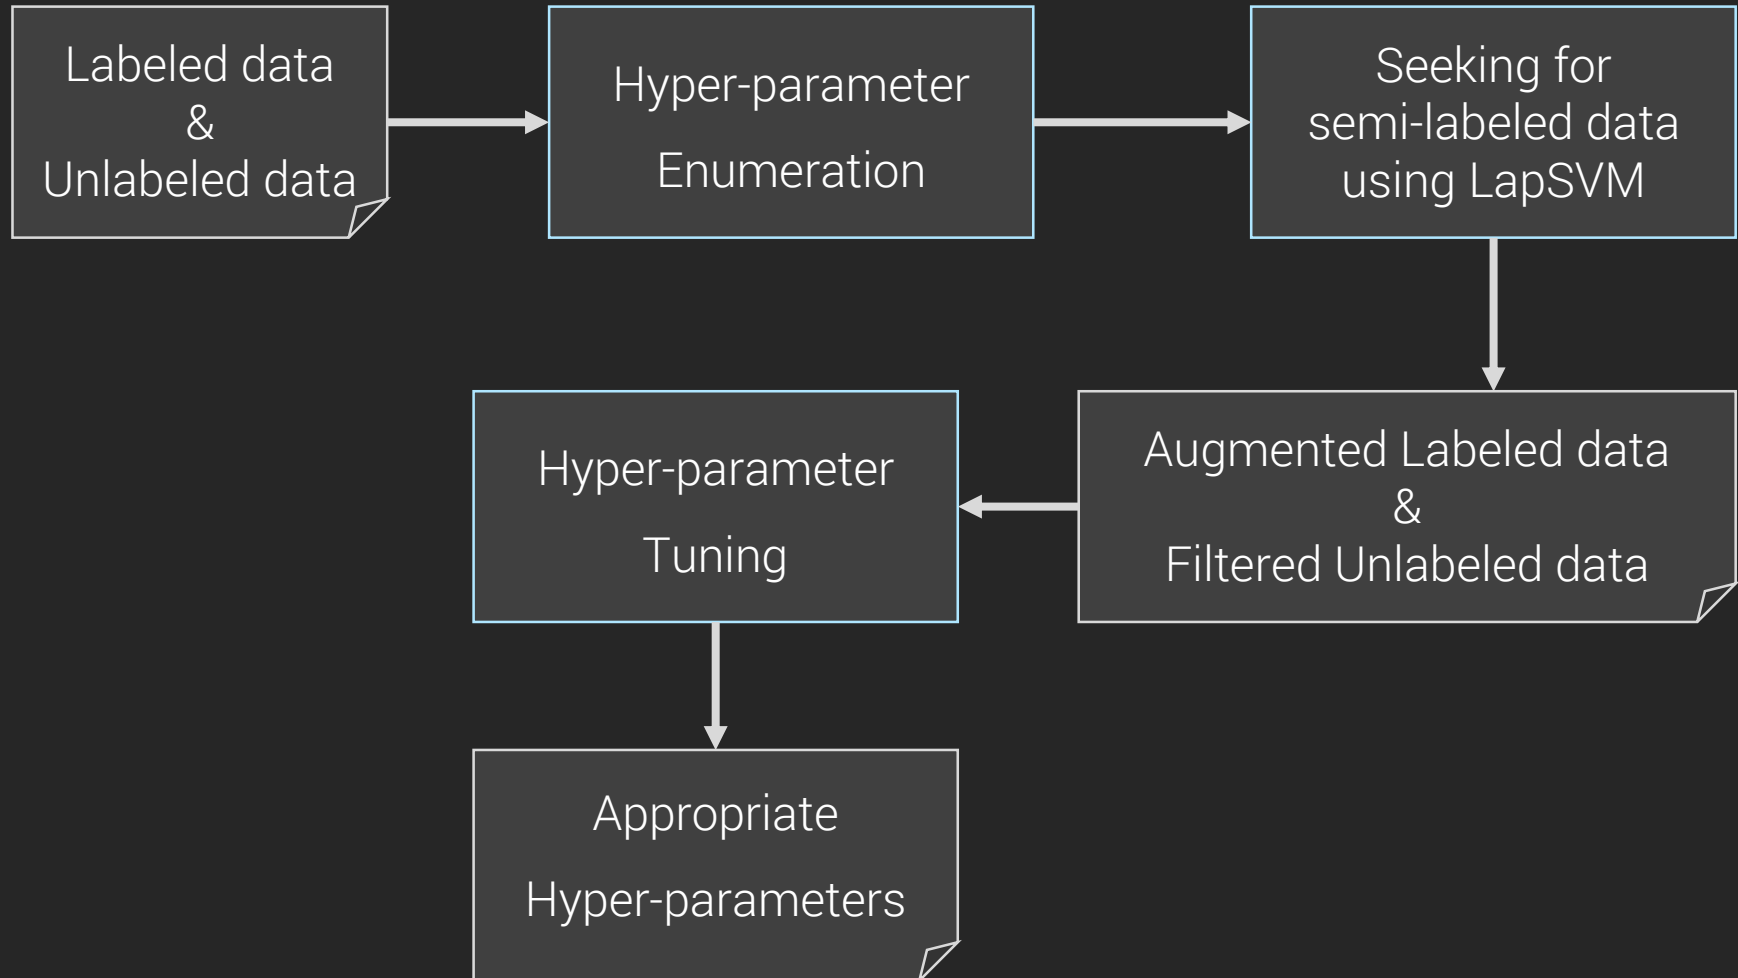 Labeled data
&
Unlabeled data
Hyper-parameter
Enumeration
Seeking for
semi-labeled data
using LapSVM
Augmented Labeled data
&
Filtered Unlabeled data
Hyper-parameter
Tuning
Appropriate
Hyper-parameters